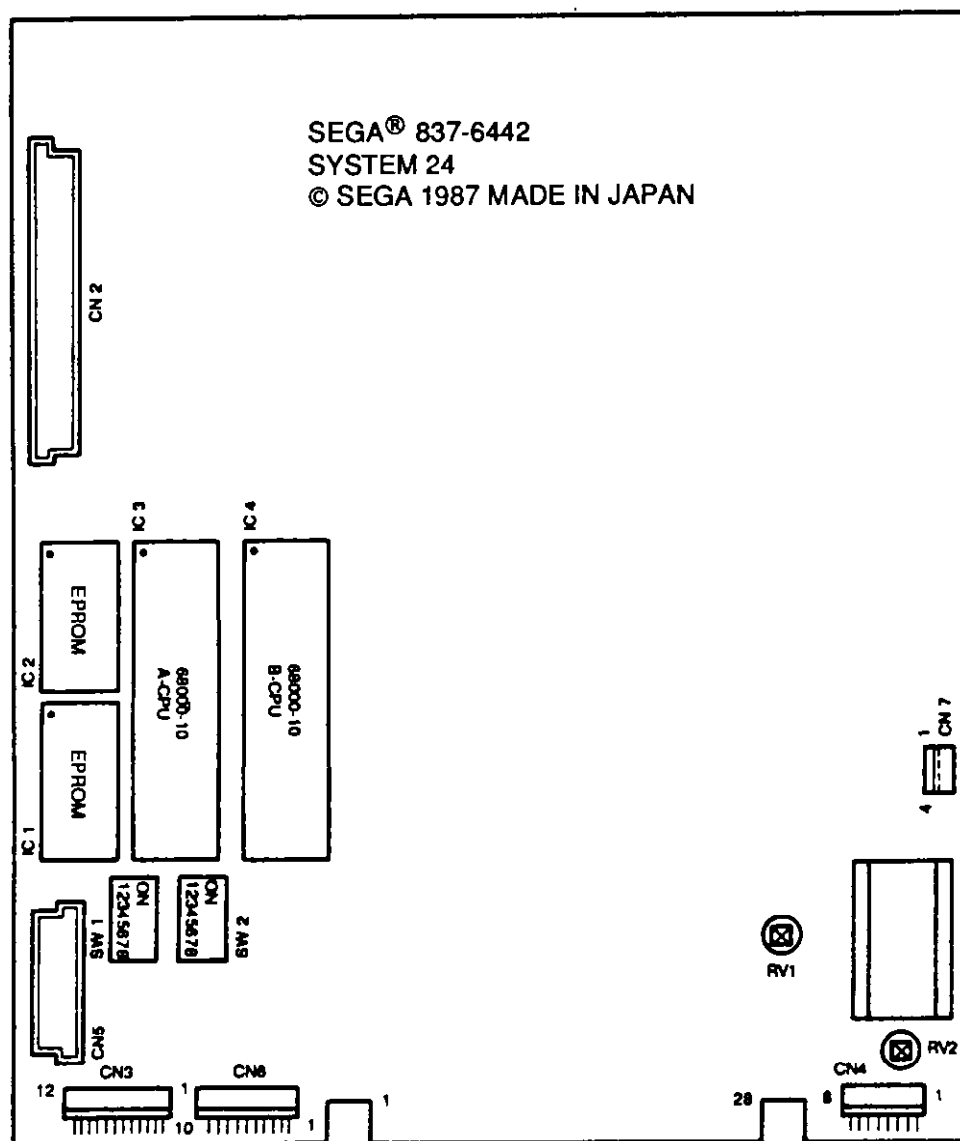 SEGA® 837-6442
SYSTEM 24
© SEGA 1987 MADE IN JAPAN
CN 2
IC 3
IC 4
EPROM
IC 2
68000-10
A-CPU
68000-10
B-CPU
EPROM
IC 1
1
CN 7
4
ON
12345678
SW 1
ON
12345678
SW 2
RV1
CN5
RV2
12
CN3
1
CN6
10
1
1
28
CN4
8
1